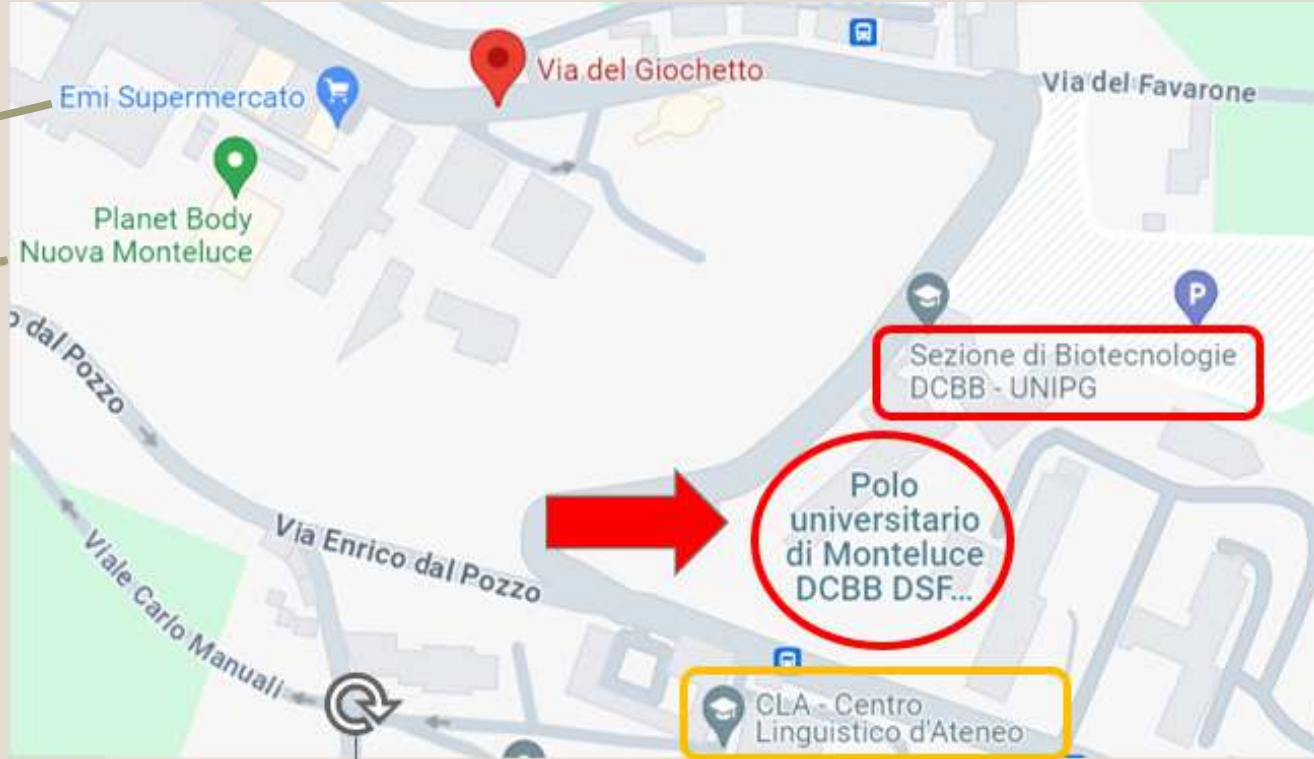 Via del Giochetto
Via del Favarone
Emi Supermercato
Planet Body
Nuova Monteluce
P
Sezione di Biotecnologie
DCBB - UNIPG
o dal Pozzo
Polo
universitario
di Monteluce
DCBB DSF...
Via Enrico dal Pozzo
Viale Carlo Manuali
CLA - Centro
Linguistico d'Ateneo